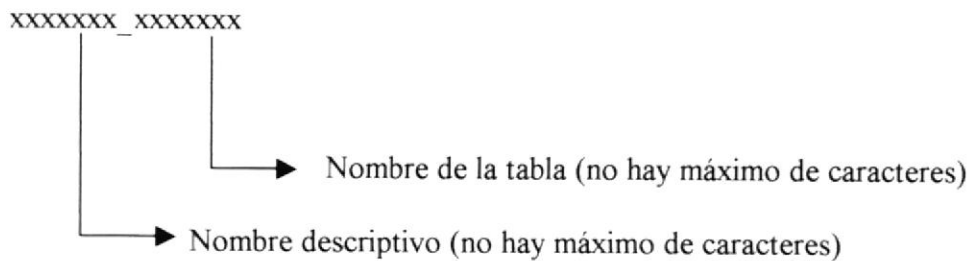 xxxxxxx_xxxxxxx
Nombre de la tabla (no hay máximo de caracteres)
Nombre descriptivo (no hay máximo de caracteres)